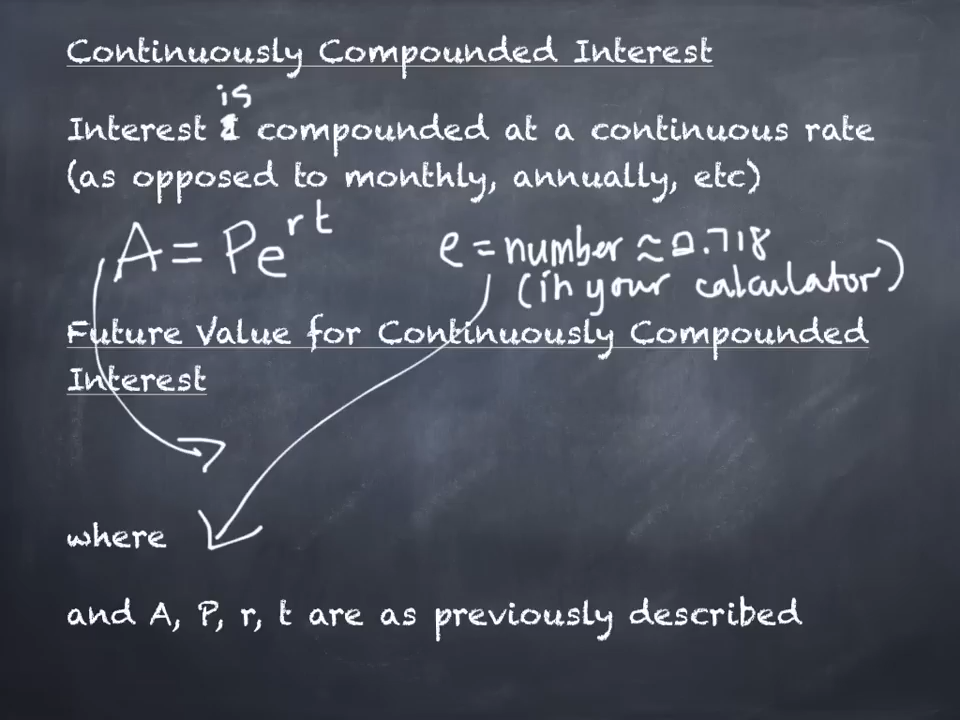 Continuously Compounded Interest
is
Interest compounded at a continuous rate
(as opposed to monthly, annually, etc)
A = Pe^rt
e = number ≈ 2.718
(in your calculator)
Future Value for Continuously Compounded
Interest
where
and A, P, r, t are as previously described